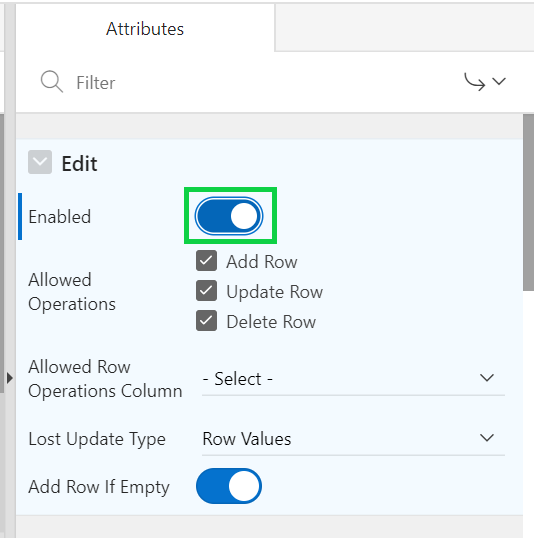 Attributes
Filter
Edit
Enabled
Allowed
Operations
Add Row
Update Row
Delete Row
Allowed Row
Operations Column
- Select -
Lost Update Type
Row Values
Add Row If Empty